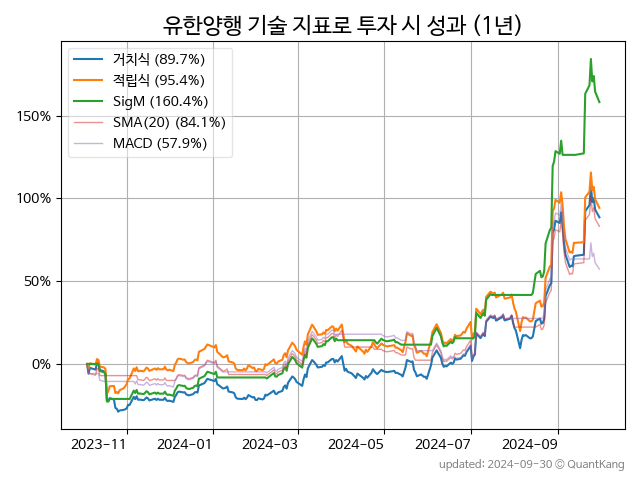 유한양행 기술 지표로 투자 시 성과 (1년)
거치식 (89.7%)
적립식 (95.4%)
SigM (160.4%)
SMA(20) (84.1%)
MACD (57.9%)
150%
100%
50%
0%
2023-11 2024-01 2024-03 2024-05 2024-07 2024-09
updated: 2024-09-30 © QuantKang